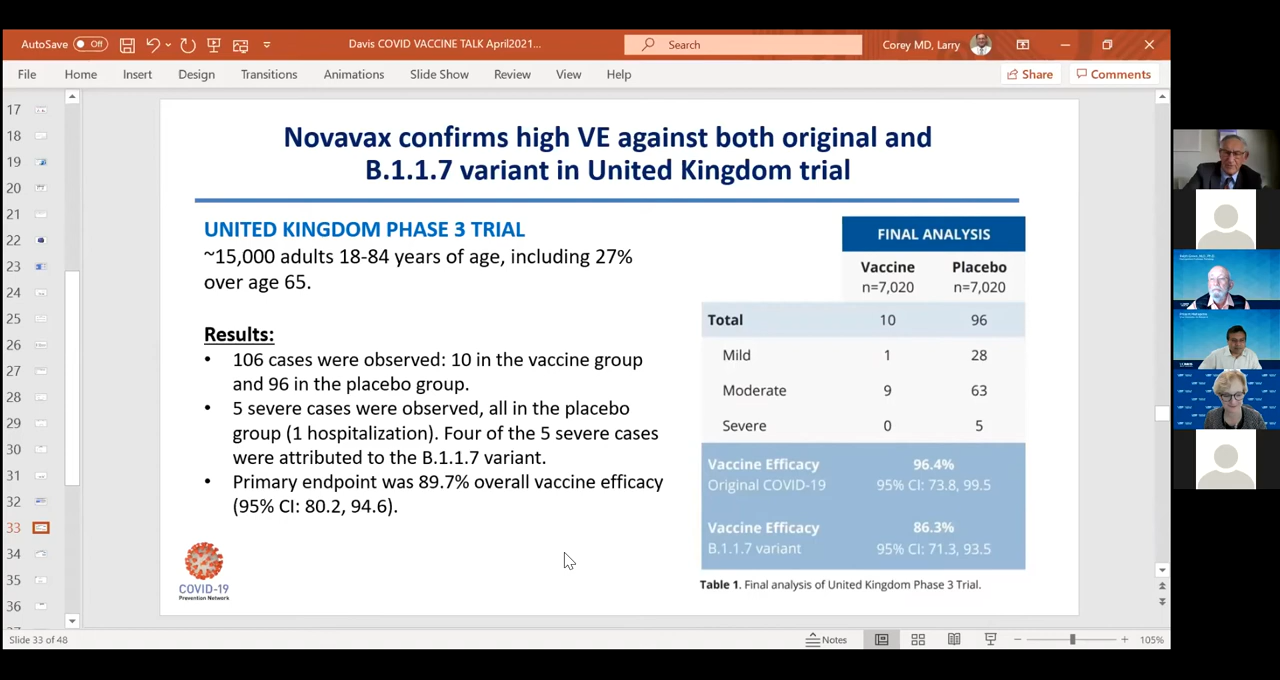 AutoSave Off
Davis COVID VACCINE TALK April2021...
Search
Corey MD, Larry
File Home Insert Design Transitions Animations Slide Show Review View Help Share Comments
17
18
19
20
21
22
23
24
25
26
27
28
29
30
31
32
33
34
35
36
Novavax confirms high VE against both original and
B.1.1.7 variant in United Kingdom trial
UNITED KINGDOM PHASE 3 TRIAL
~15,000 adults 18-84 years of age, including 27%
over age 65.
Results:
• 106 cases were observed: 10 in the vaccine group
and 96 in the placebo group.
• 5 severe cases were observed, all in the placebo
group (1 hospitalization). Four of the 5 severe cases
were attributed to the B.1.1.7 variant.
• Primary endpoint was 89.7% overall vaccine efficacy
(95% CI: 80.2, 94.6).
COVID-19
Prevention Network
FINAL ANALYSIS
Vaccine Placebo
n=7,020 n=7,020
Total 10 96
Mild 1 28
Moderate 9 63
Severe 0 5
Vaccine Efficacy 96.4%
Original COVID-19 95% CI: 73.8, 99.5
Vaccine Efficacy 86.3%
B.1.1.7 variant 95% CI: 71.3, 93.5
Table 1. Final analysis of United Kingdom Phase 3 Trial.
Slide 33 of 48
Notes
105%